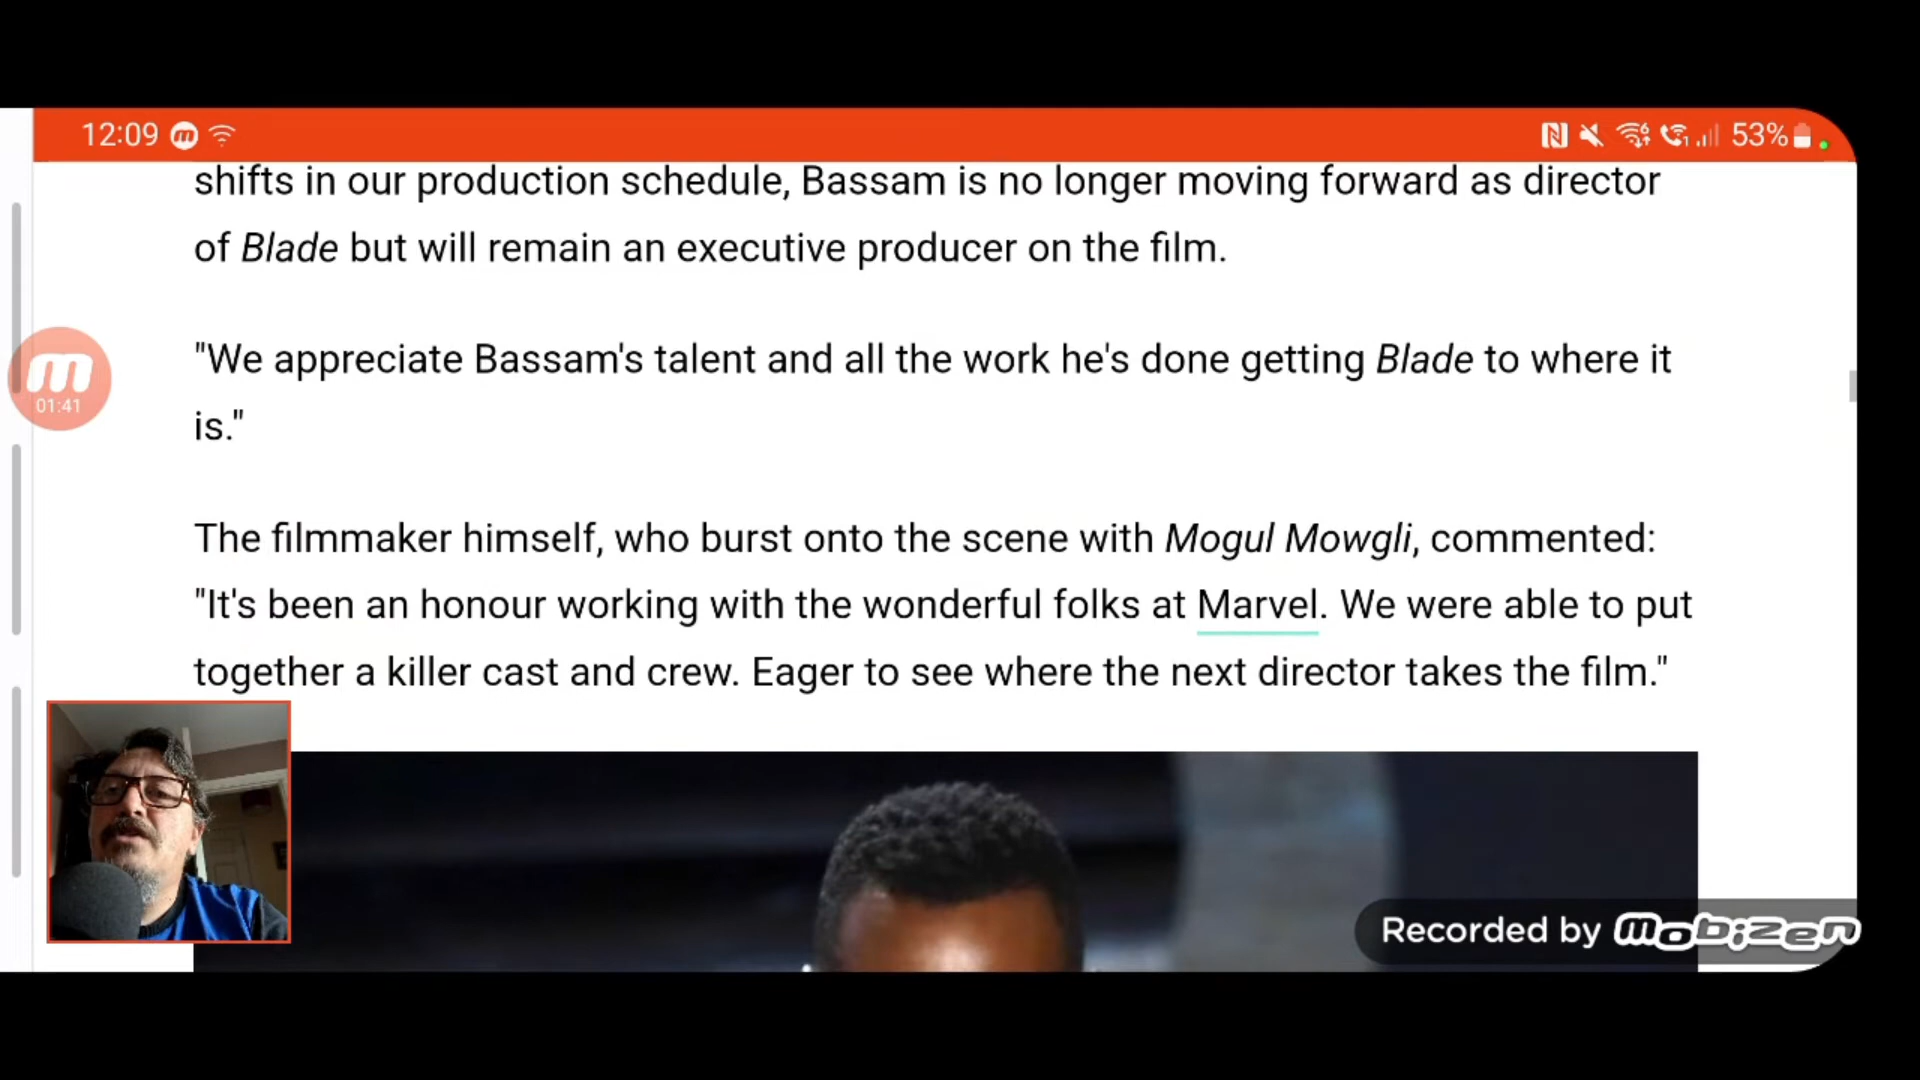 12:09 m
53%
shifts in our production schedule, Bassam is no longer moving forward as director
of Blade but will remain an executive producer on the film.
"We appreciate Bassam's talent and all the work he's done getting Blade to where it
is."
m
01:41
The filmmaker himself, who burst onto the scene with Mogul Mowgli, commented:
"It's been an honour working with the wonderful folks at Marvel. We were able to put
together a killer cast and crew. Eager to see where the next director takes the film."
Recorded by mobizen